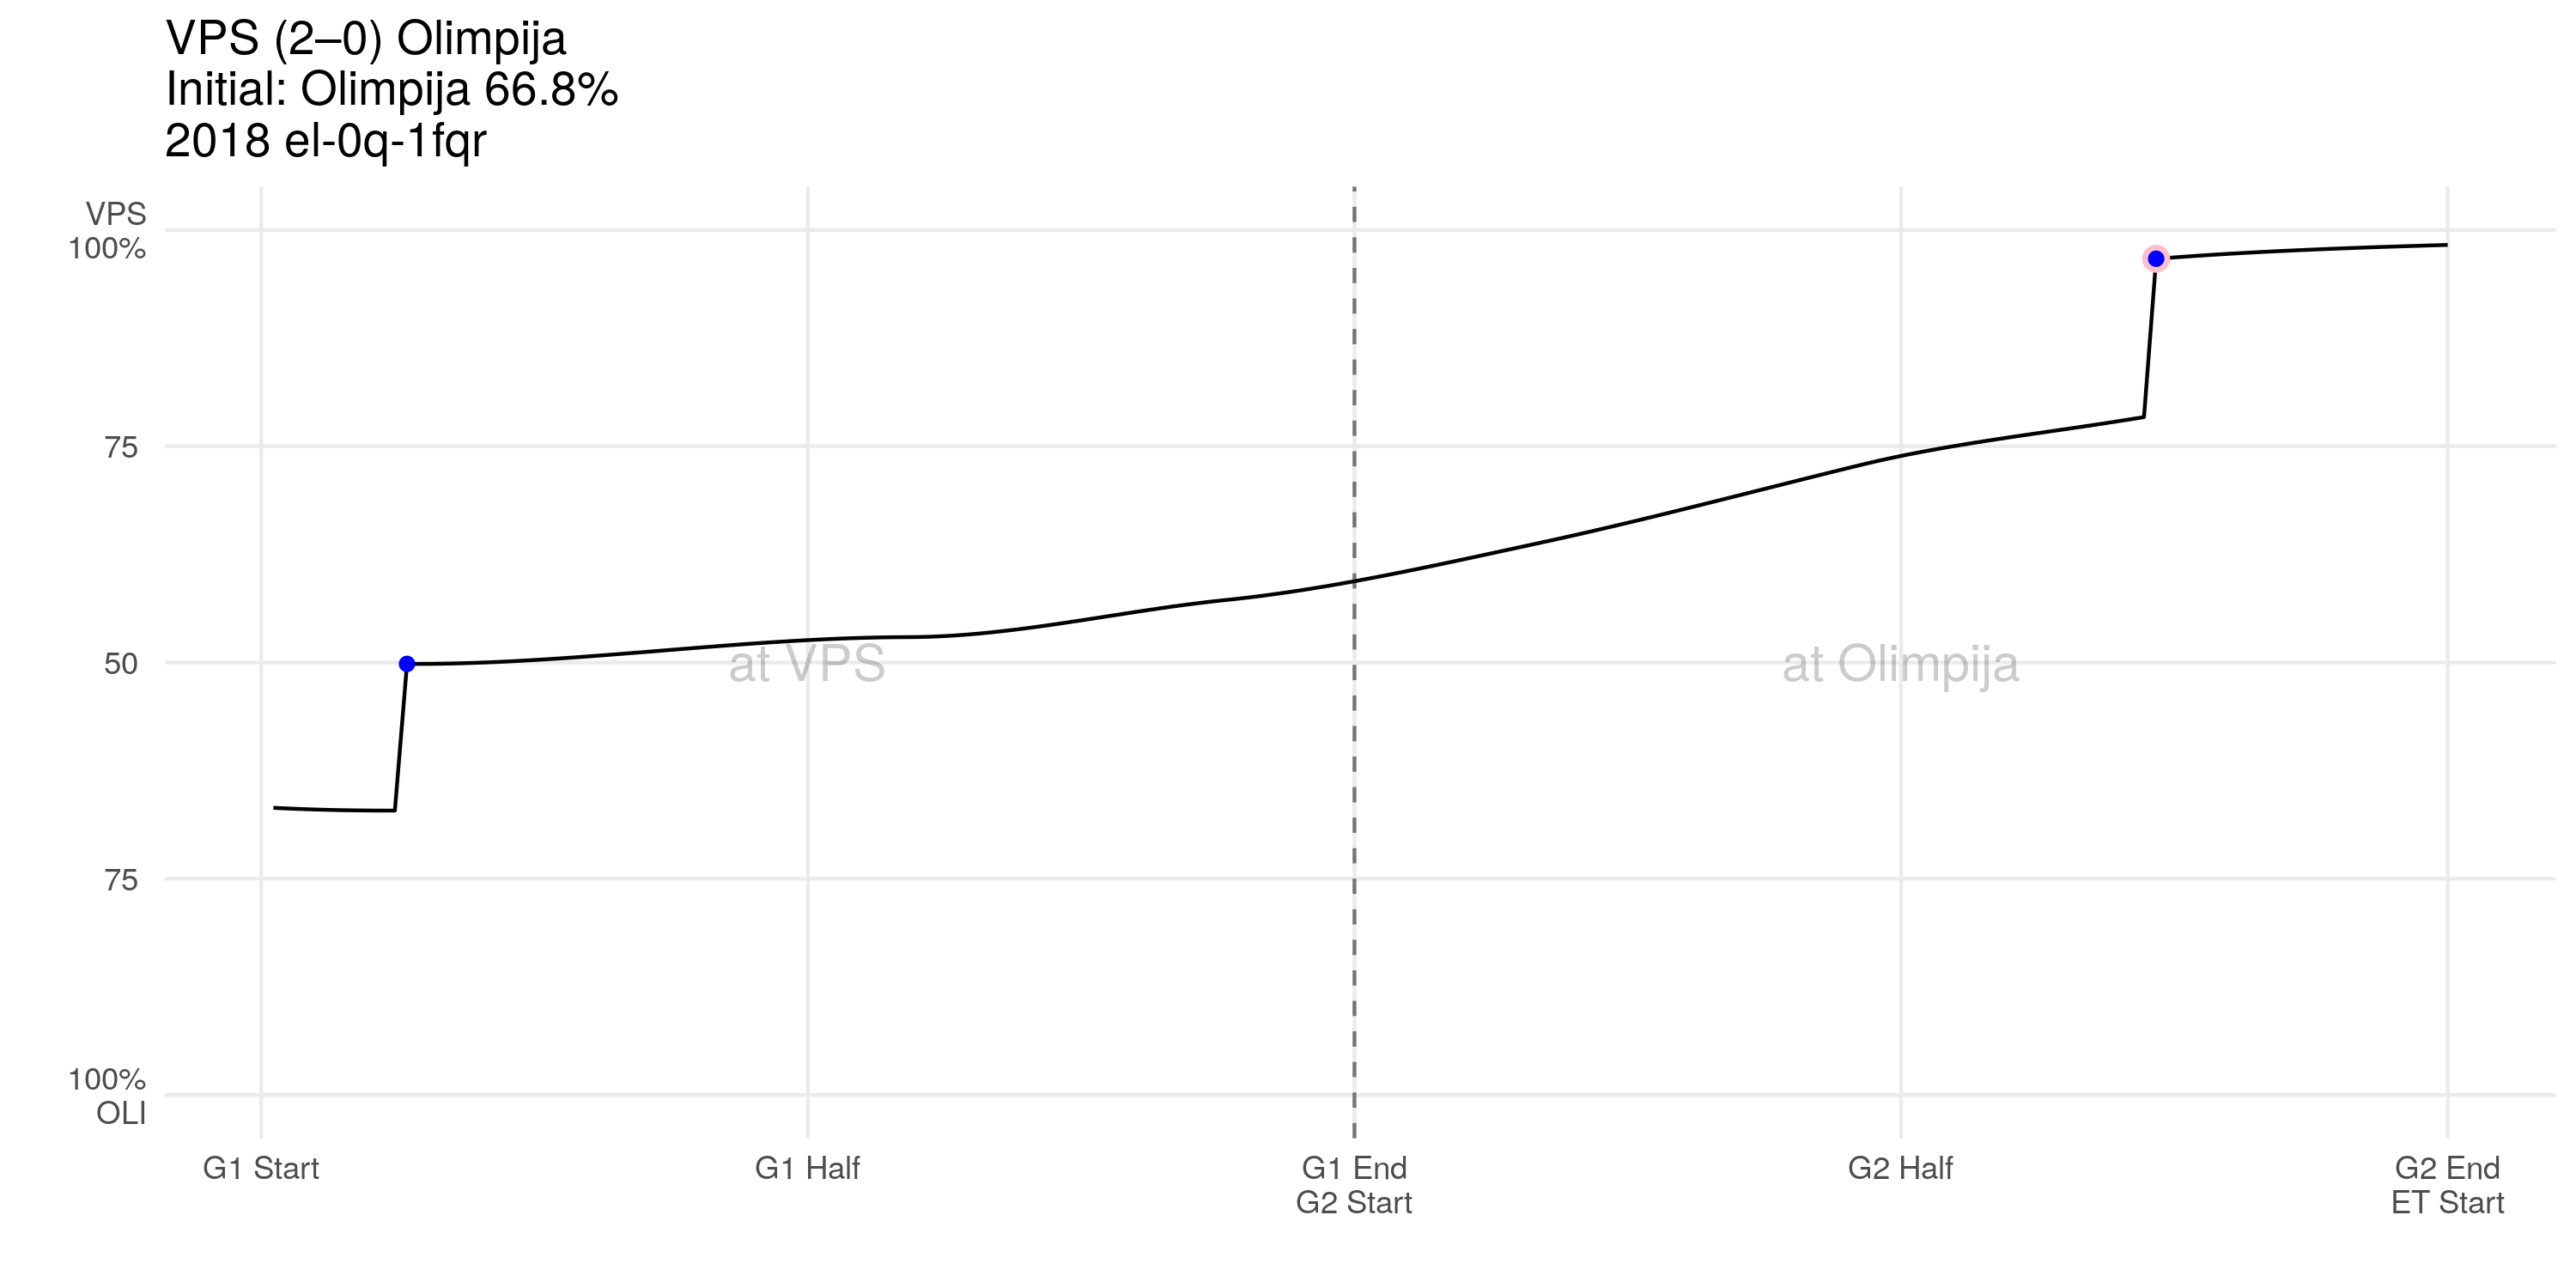 VPS (2–0) Olimpija
Initial: Olimpija 66.8%
2018 el-0q-1fqr
VPS
100%
75
50
75
100%
OLI
at VPS
at Olimpija
G1 Start
G1 Half
G1 End
G2 Start
G2 Half
G2 End
ET Start